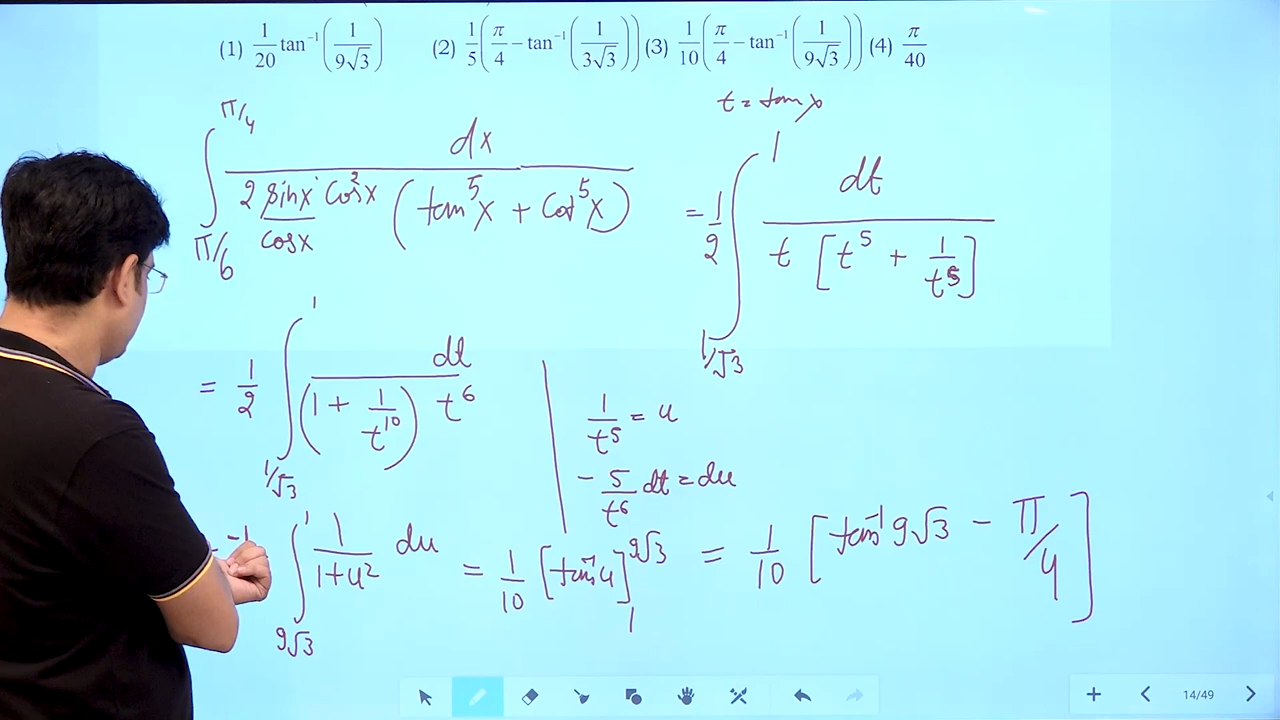 (1) 1/20 tan⁻¹(1/(9√3)) (2) 1/5(π/4 − tan⁻¹(1/(3√3))) (3) 1/10(π/4 − tan⁻¹(1/(9√3))) (4) π/40
t = tan x
∫_{π/6}^{π/4} dx / (2 (sin x/cos x) cos²x (tan⁵x + cot⁵x)) = 1/2 ∫_{1/√3}^{1} dt / (t [t⁵ + 1/t⁵])
= 1/2 ∫_{1/√3}^{1} dt / ((1 + 1/t¹⁰) t⁶)
1/t⁵ = u
− 5/t⁶ dt = du
−1 ∫_{9√3}^{1} 1/(1+u²) du = 1/10 [tan⁻¹u]_{1}^{9√3} = 1/10 [tan⁻¹ 9√3 − π/4]
14/49